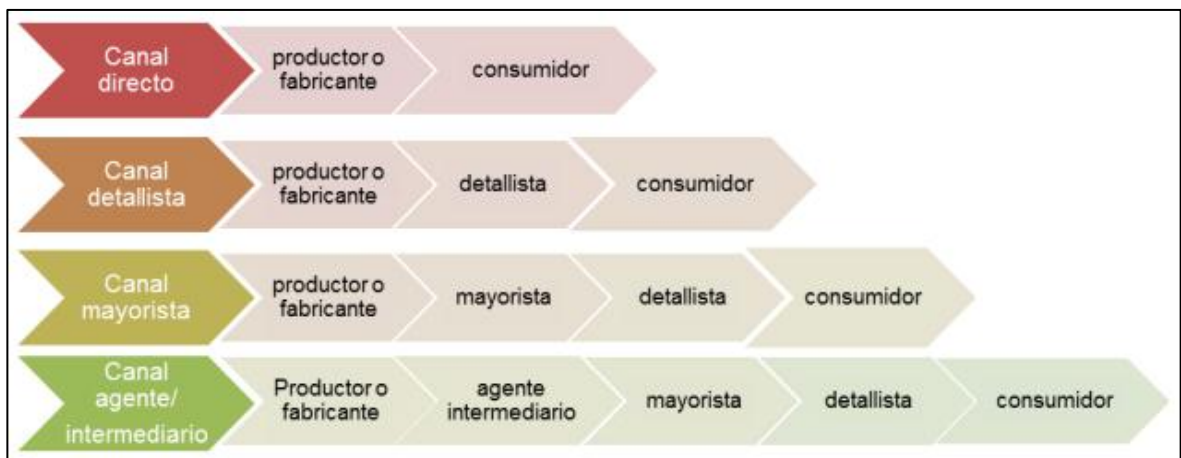 Canal
directo
productor o
fabricante
consumidor
Canal
detallista
productor o
fabricante
detallista
consumidor
Canal
mayorista
productor o
fabricante
mayorista
detallista
consumidor
Canal
agente/
intermediario
Productor o
fabricante
agente
intermediario
mayorista
detallista
consumidor